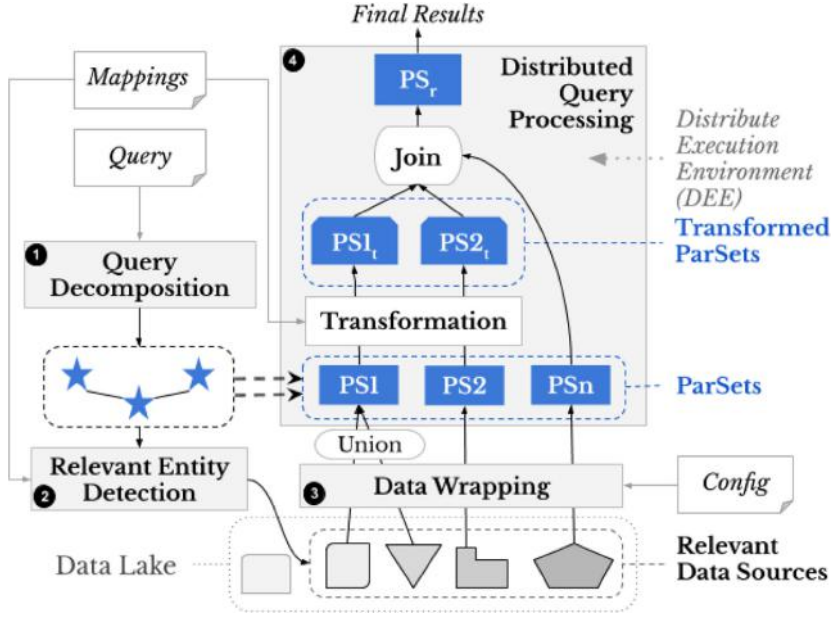 Final Results
4
PSr
Distributed
Query
Processing
Mappings
Query
Join
Distribute
Execution
Environment
(DEE)
1
Query
Decomposition
PS1t
PS2t
Transformed
ParSets
Transformation
PS1
PS2
PSn
ParSets
Union
Relevant Entity
Detection
2
3
Data Wrapping
Config
Data Lake
Relevant
Data Sources